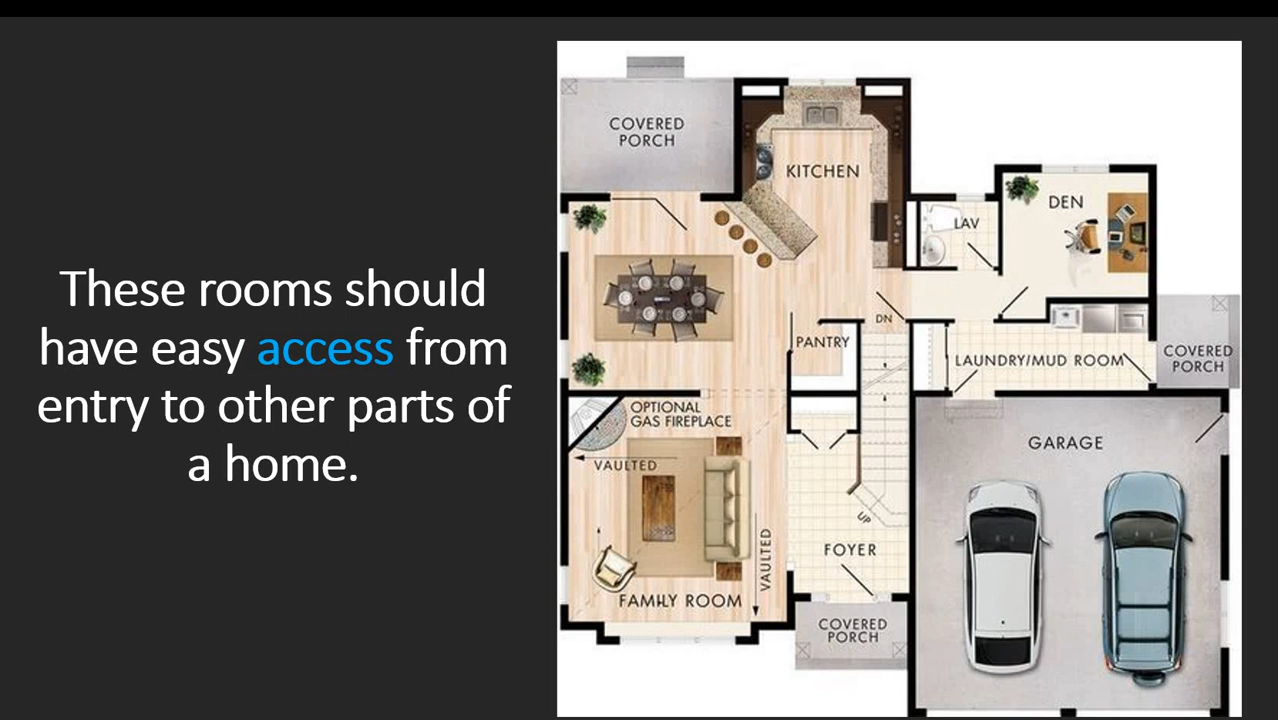 These rooms should
have easy access from
entry to other parts of
a home.
COVERED
PORCH
KITCHEN
DEN
LAV
DN
PANTRY
LAUNDRY/MUD ROOM
COVERED
PORCH
OPTIONAL
GAS FIREPLACE
VAULTED
GARAGE
UP
VAULTED
FOYER
FAMILY ROOM
COVERED
PORCH